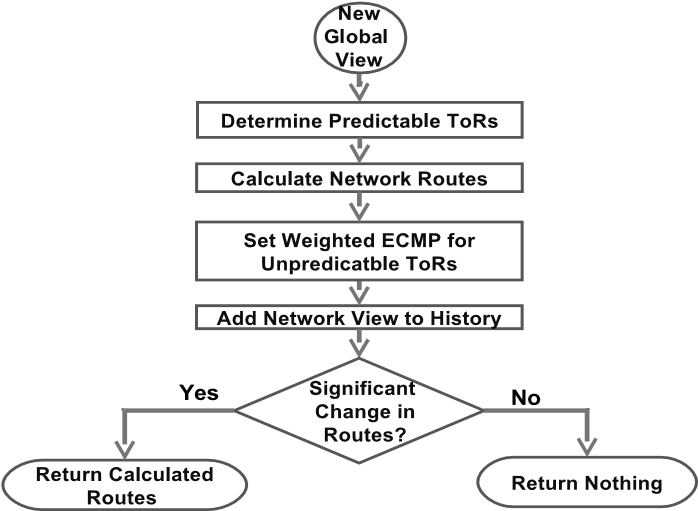 New
Global
View
Determine Predictable ToRs
Calculate Network Routes
Set Weighted ECMP for
Unpredicatble ToRs
Add Network View to History
Significant
Change in
Routes?
Yes
No
Return Calculated
Routes
Return Nothing